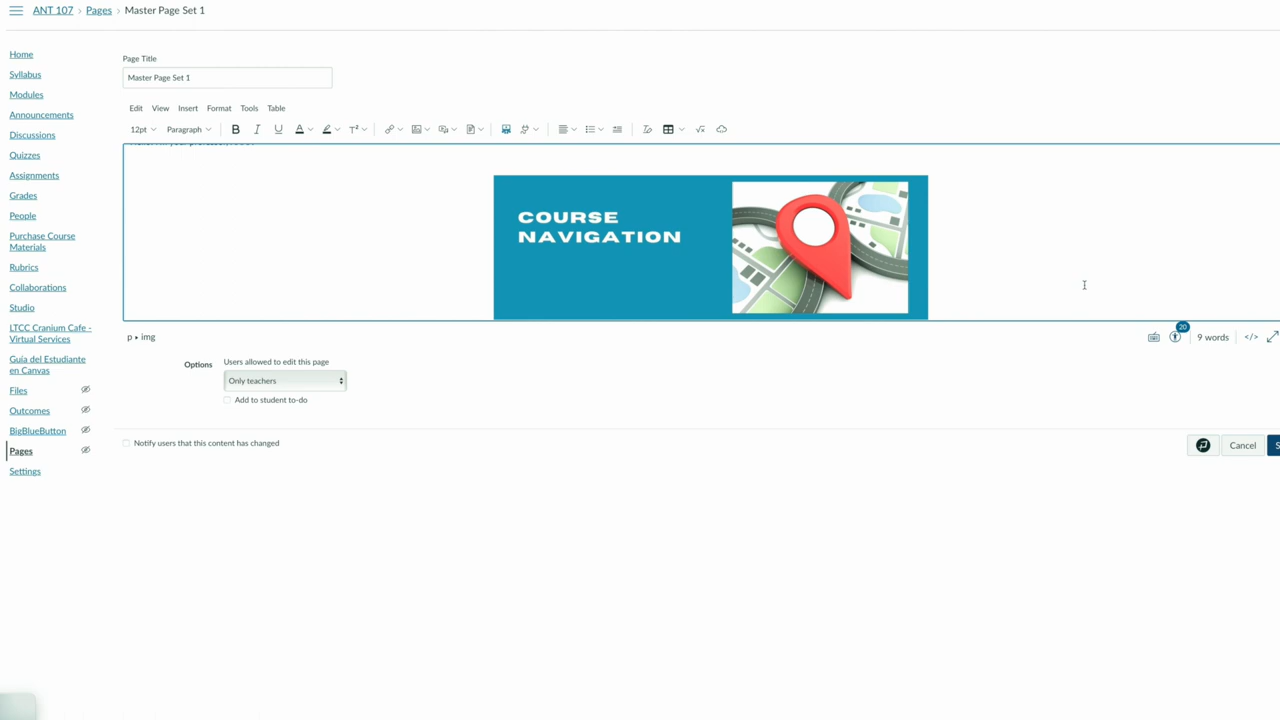 ANT 107 › Pages › Master Page Set 1
Home
Syllabus
Modules
Announcements
Discussions
Quizzes
Assignments
Grades
People
Purchase Course
Materials
Rubrics
Collaborations
Studio
LTCC Cranium Cafe -
Virtual Services
Guía del Estudiante
en Canvas
Files
Outcomes
BigBlueButton
Pages
Settings
Page Title
Master Page Set 1
Edit View Insert Format Tools Table
12pt Paragraph B I U A T²
COURSE
NAVIGATION
p ▸ img
20
9 words </>
Options
Users allowed to edit this page
Only teachers
Add to student to-do
Notify users that this content has changed
Cancel